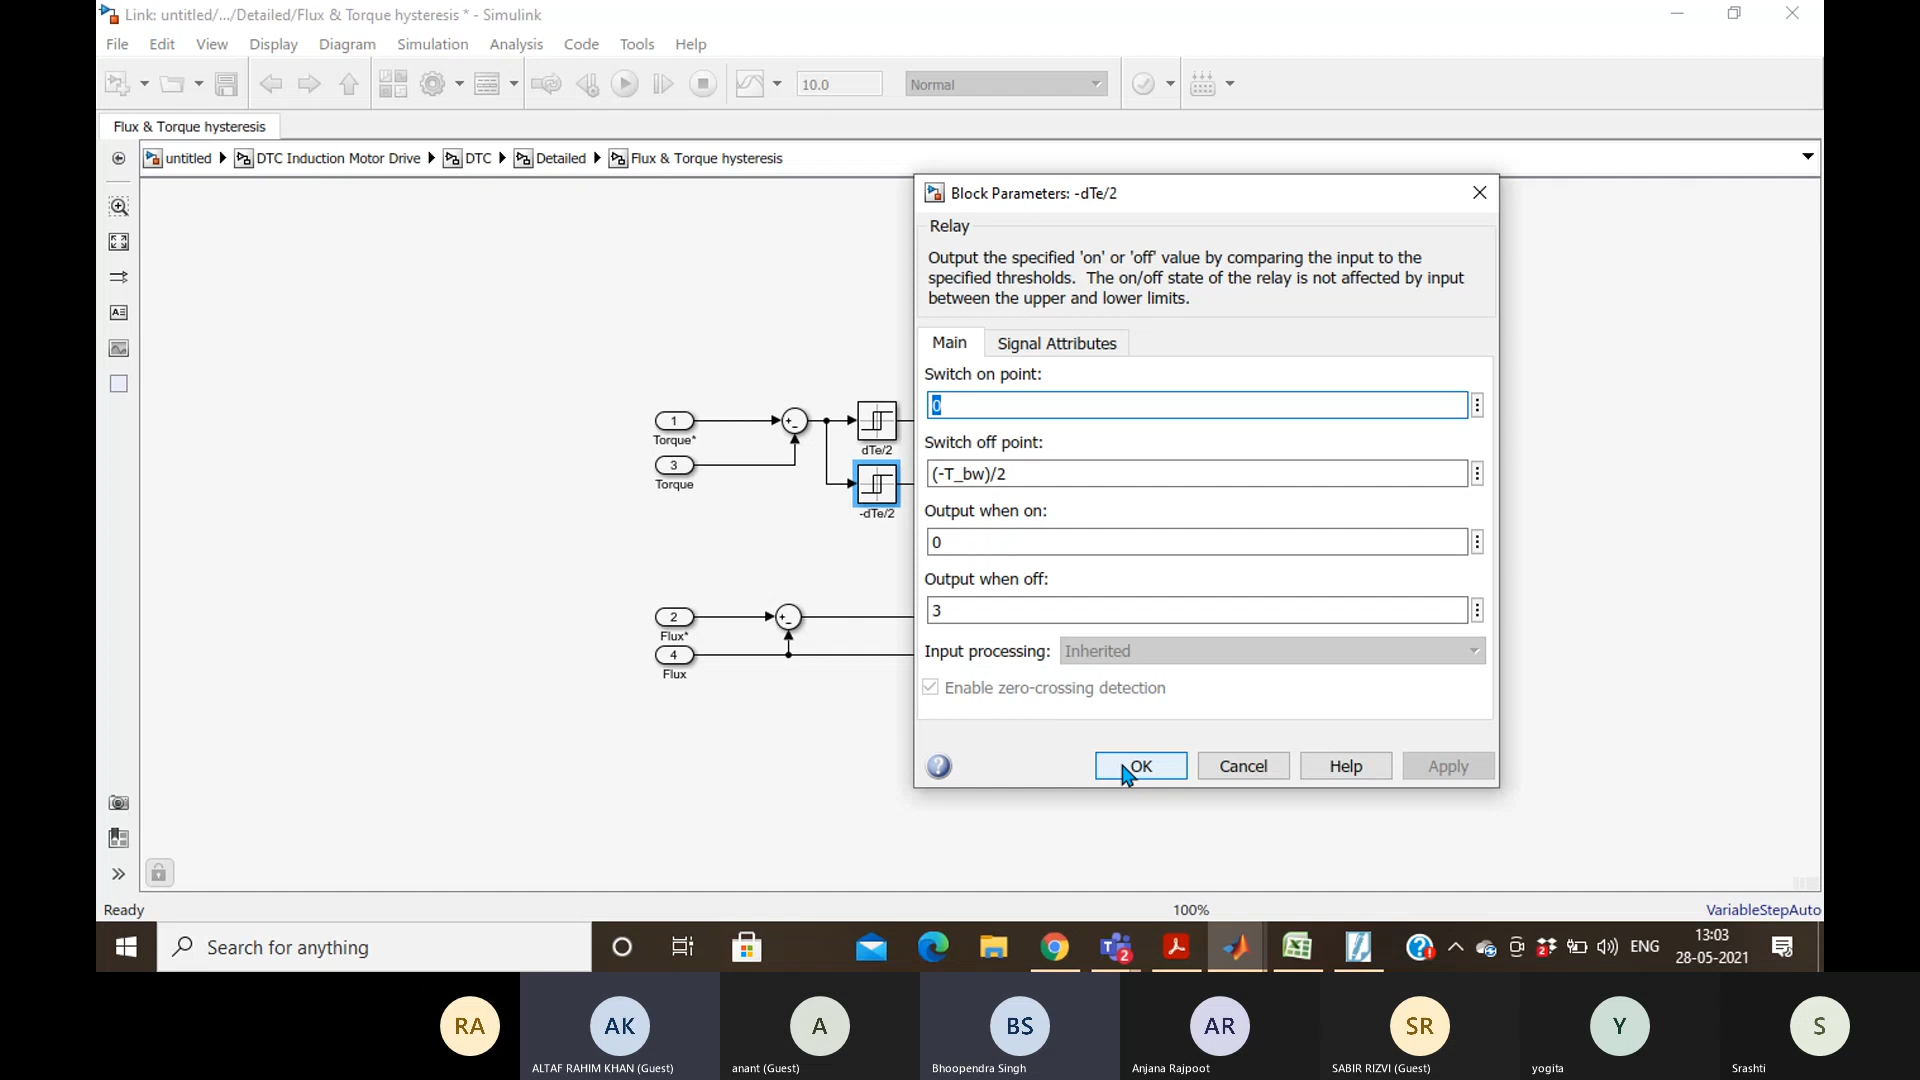 Link: untitled/.../Detailed/Flux & Torque hysteresis * - Simulink
File Edit View Display Diagram Simulation Analysis Code Tools Help
10.0 Normal
Flux & Torque hysteresis
untitled DTC Induction Motor Drive DTC Detailed Flux & Torque hysteresis
Block Parameters: -dTe/2
Relay
Output the specified 'on' or 'off' value by comparing the input to the
specified thresholds. The on/off state of the relay is not affected by input
between the upper and lower limits.
Main Signal Attributes
Switch on point:
0
Switch off point:
(-T_bw)/2
Output when on:
0
Output when off:
3
Input processing: Inherited
Enable zero-crossing detection
OK Cancel Help Apply
1
Torque*
3
Torque
dTe/2
-dTe/2
2
Flux*
4
Flux
Ready 100% VariableStepAuto
Search for anything
2
2
ENG
13:03
28-05-2021
RA AK A BS AR SR Y S
ALTAF RAHIM KHAN (Guest) anant (Guest) Bhoopendra Singh Anjana Rajpoot SABIR RIZVI (Guest) yogita Srashti